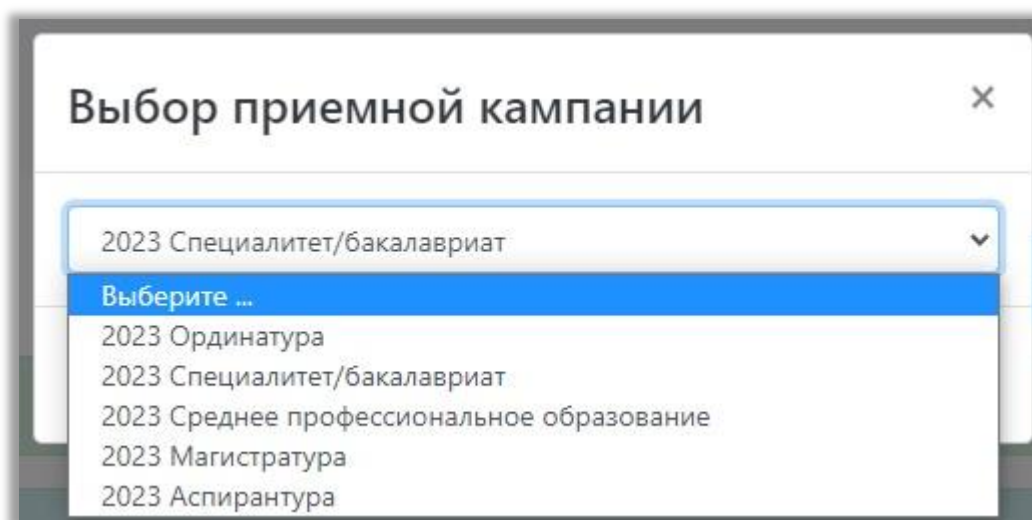 Выбор приемной кампании
×
2023 Специалитет/бакалавриат
Выберите ...
2023 Ординатура
2023 Специалитет/бакалавриат
2023 Среднее профессиональное образование
2023 Магистратура
2023 Аспирантура